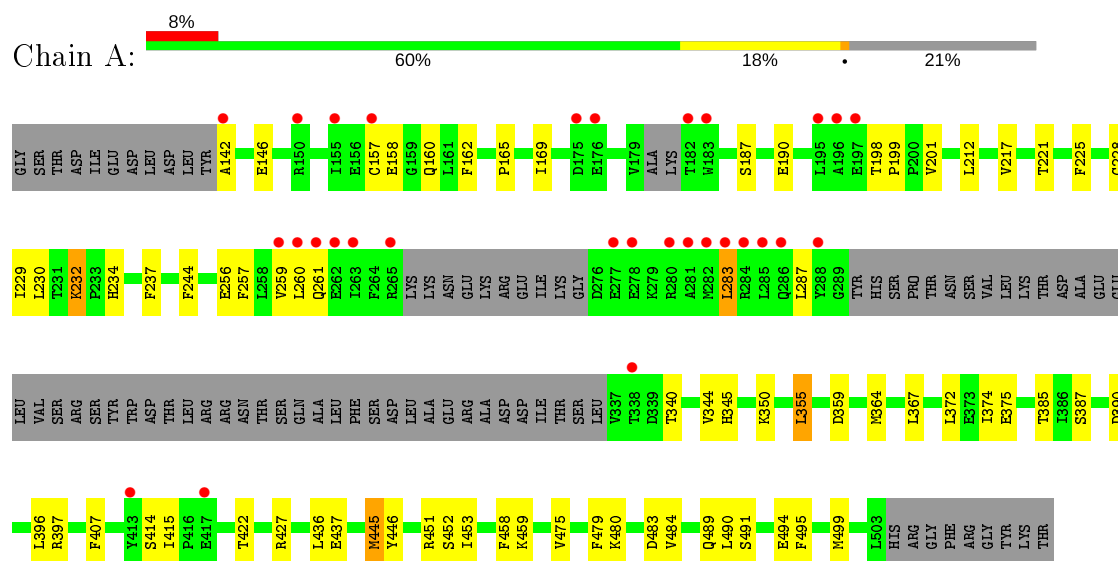 8%
Chain A:
60% 18% • 21%
GLY SER THR ASP ILE GLU ASP LEU ASP LEU TYR A142 E146 R150 I155 E156 C157 E158 G159 Q160 L161 F162 P165 I169 D175 E176 V179 ALA LYS T182 W183 S187 E190 L195 A196 E197 T198 P199 P200 V201 L212 V217 T221 F225 C228
I229 L230 T231 K232 P233 H234 F237 F244 E256 F257 L258 V259 L260 Q261 E262 I263 F264 R265 LYS LYS ASN GLU LYS ARG GLU ILE LYS GLY D276 E277 E278 K279 R280 A281 M282 L283 R284 L285 Q286 L287 Y288 G289 TYR HIS SER PRO THR ASN SER VAL LEU LYS THR ASP ALA GLU GLU
LEU VAL SER ARG SER TYR TRP ASP THR LEU ARG ARG ASN THR SER GLN ALA LEU PHE SER ASP LEU ALA GLU ARG ALA ASP ASP ILE THR SER LEU V337 T338 D339 T340 V344 H345 K350 L355 D359 M364 L367 L372 E373 I374 E375 T385 I386 S387
L396 R397 F407 Y413 S414 I415 P416 E417 T422 R427 L436 E437 M445 Y446 R451 S452 I453 F458 K459 V475 F479 K480 D483 V484 Q489 L490 S491 E494 F495 M499 L503 HIS ARG GLY PHE ARG GLY TYR LYS THR